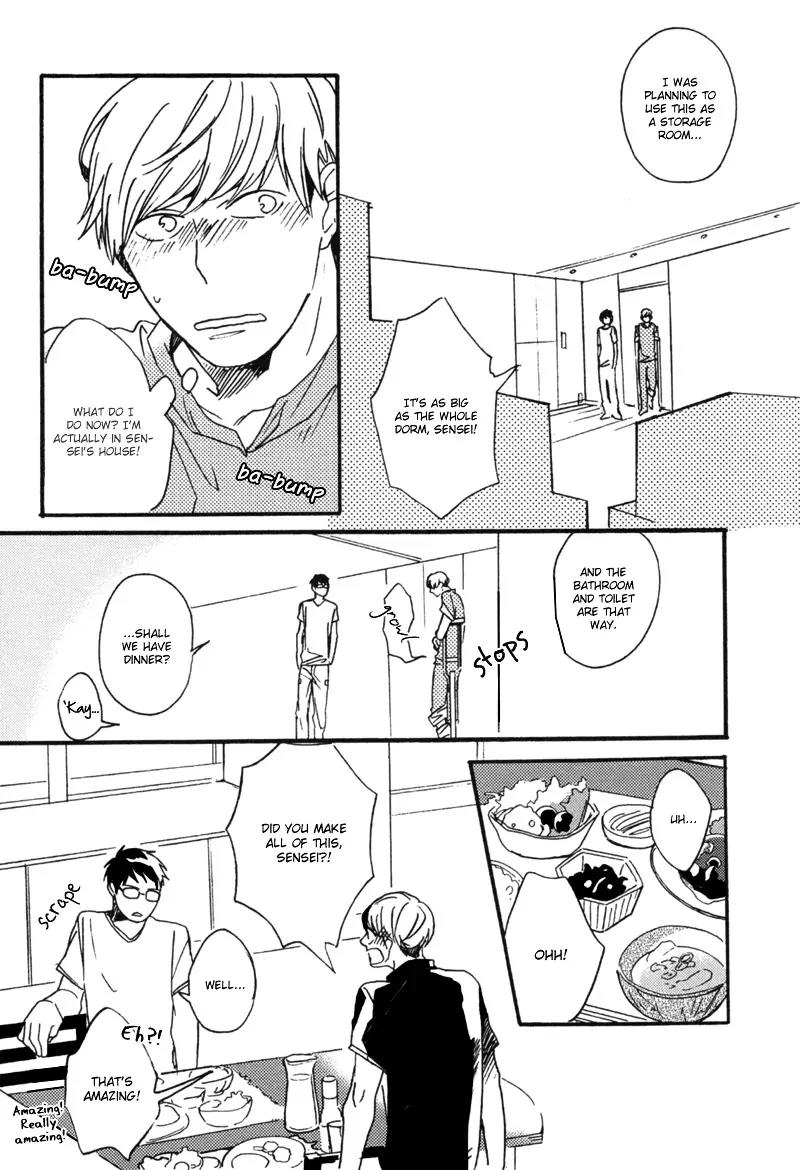 I WAS
PLANNING TO
USE THIS AS
A STORAGE
ROOM...
IT'S AS BIG
AS THE WHOLE
DORM, SENSEI!
ba-bump
WHAT DO I
DO NOW? I'M
ACTUALLY IN SEN-
SEI'S HOUSE!
ba-bump
AND THE
BATHROOM
AND TOILET
ARE THAT
WAY.
stops
growl
...SHALL
WE HAVE
DINNER?
'Kay...
UH...
OHH!
DID YOU MAKE
ALL OF THIS,
SENSEI?!
scrape
WELL...
Eh?!
THAT'S
AMAZING!
Amazing!
Really
amazing!